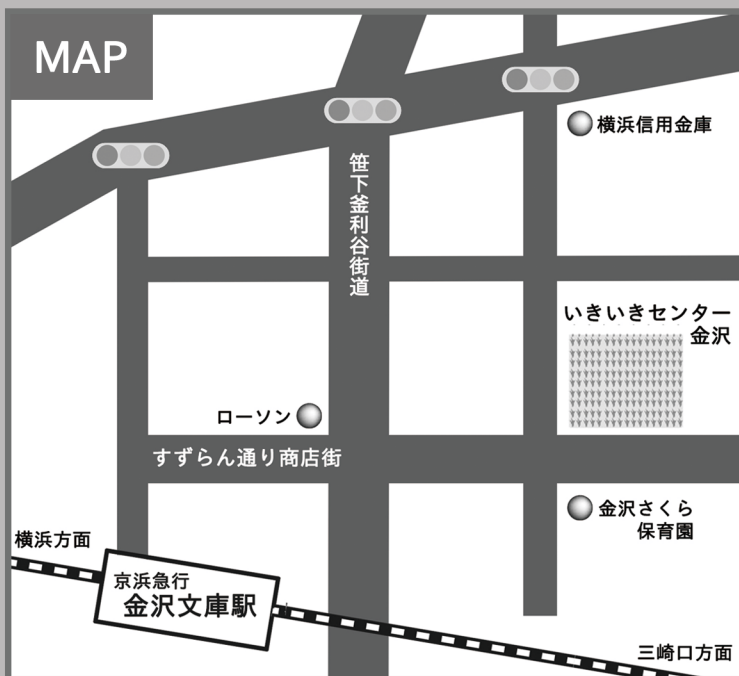 MAP
横浜信用金庫
笹下釜利谷街道
いきいきセンター
金沢
ローソン
すずらん通り商店街
金沢さくら
保育園
横浜方面
京浜急行
金沢文庫駅
三崎口方面